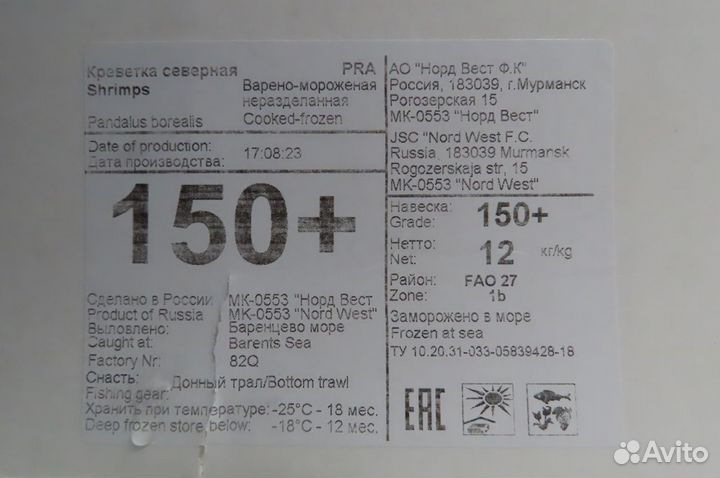 Креветка северная PRA
Shrimps Варено-мороженая
неразделанная
Pandalus borealis Cooked-frozen
Date of production:
Дата производства: 17:08:23
150+
Сделано в России МК-0553 "Норд Вест
Product of Russia МК-0553 "Nord West"
Выловлено: Баренцево море
Caught at: Barents Sea
Factory Nr: 82Q
Снасть: Донный трал/Bottom trawl
Fishing gear:
Хранить при температуре: -25°C - 18 мес.
Deep frozen store, below: -18°C - 12 мес.
АО "Норд Вест Ф.К"
Россия, 183039, г.Мурманск
Рогозерская 15
МК-0553 "Норд Вест"
JSC "Nord West F.C.
Russia, 183039 Murmansk
Rogozerskaja str, 15
МК-0553 "Nord West"
Навеска: 150+
Grade:
Нетто: 12 кг/kg
Net:
Район: FAO 27
Zone: 1b
Заморожено в море
Frozen at sea
ТУ 10.20.31-033-05839428-18
EAC
Avito